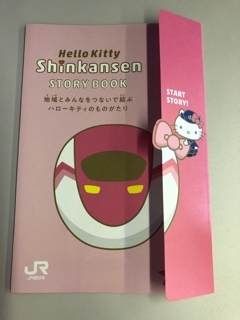 Hello Kitty
Shinkansen
STORY BOOK
地域とみんなをつないで結ぶ
ハローキティのものがたり
START
STORY!
JR